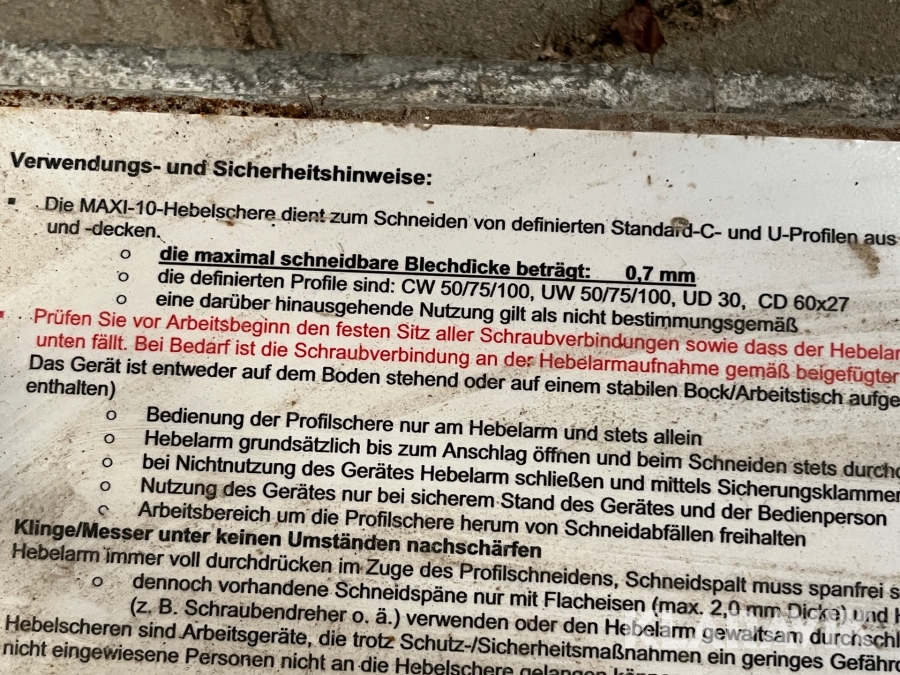 Verwendungs- und Sicherheitshinweise:
▪ Die MAXI-10-Hebelschere dient zum Schneiden von definierten Standard-C- und U-Profilen aus
und -decken.
o die maximal schneidbare Blechdicke beträgt: 0,7 mm
o die definierten Profile sind: CW 50/75/100, UW 50/75/100, UD 30, CD 60x27
o eine darüber hinausgehende Nutzung gilt als nicht bestimmungsgemäß
▪ Prüfen Sie vor Arbeitsbeginn den festen Sitz aller Schraubverbindungen sowie dass der Hebelar
unten fällt. Bei Bedarf ist die Schraubverbindung an der Hebelarmaufnahme gemäß beigefügter
Das Gerät ist entweder auf dem Boden stehend oder auf einem stabilen Bock/Arbeitstisch aufge
enthalten)
o Bedienung der Profilschere nur am Hebelarm und stets allein
o Hebelarm grundsätzlich bis zum Anschlag öffnen und beim Schneiden stets durchd
o bei Nichtnutzung des Gerätes Hebelarm schließen und mittels Sicherungsklammer
o Nutzung des Gerätes nur bei sicherem Stand des Gerätes und der Bedienperson
o Arbeitsbereich um die Profilschere herum von Schneidabfällen freihalten
Klinge/Messer unter keinen Umständen nachschärfen
Hebelarm immer voll durchdrücken im Zuge des Profilschneidens, Schneidspalt muss spanfrei s
o dennoch vorhandene Schneidspäne nur mit Flacheisen (max. 2,0 mm Dicke) und
(z. B. Schraubendreher o. ä.) verwenden oder den Hebelarm gewaltsam durchschl
Hebelscheren sind Arbeitsgeräte, die trotz Schutz-/Sicherheitsmaßnahmen ein geringes Gefähr
nicht eingewiesene Personen nicht an die Hebelschere gelangen